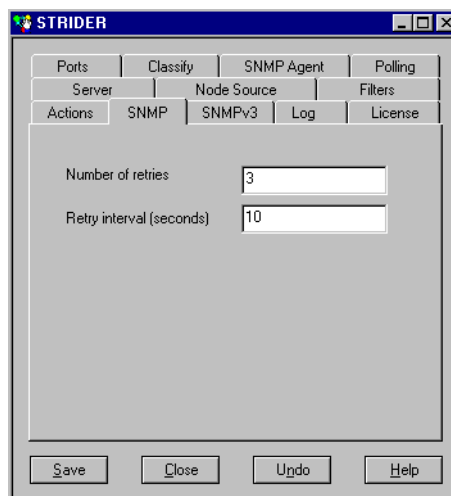 STRIDER
Ports Classify SNMP Agent Polling
Server Node Source Filters
Actions SNMP SNMPv3 Log License
Number of retries 3
Retry interval (seconds) 10
Save Close Undo Help